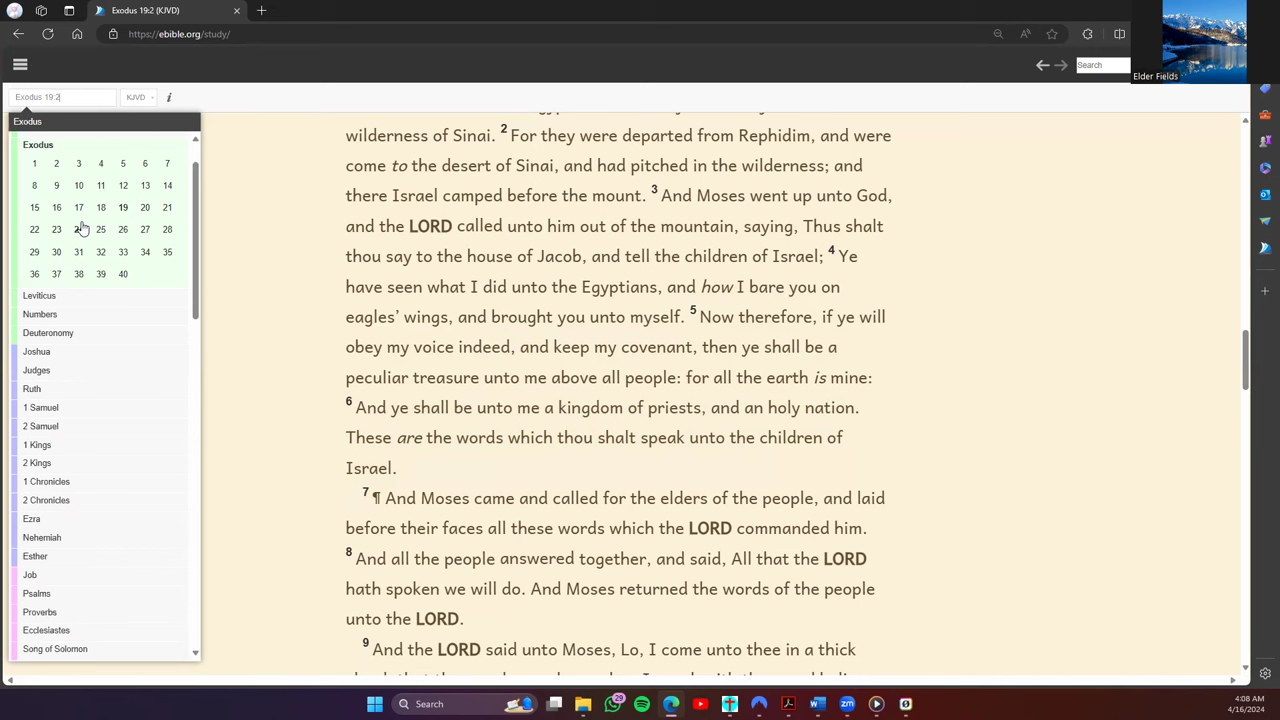 Exodus 19:2 (KJVD)
https://ebible.org/study/
Search
Elder Fields
Exodus 19:2
KJVD
i
Exodus
Exodus
1 2 3 4 5 6 7
8 9 10 11 12 13 14
15 16 17 18 19 20 21
22 23 25 26 27 28
29 30 31 32 33 34 35
36 37 38 39 40
Leviticus
Numbers
Deuteronomy
Joshua
Judges
Ruth
1 Samuel
2 Samuel
1 Kings
2 Kings
1 Chronicles
2 Chronicles
Ezra
Nehemiah
Esther
Job
Psalms
Proverbs
Ecclesiastes
Song of Solomon
wilderness of Sinai. 2 For they were departed from Rephidim, and were
come to the desert of Sinai, and had pitched in the wilderness; and
there Israel camped before the mount. 3 And Moses went up unto God,
and the LORD called unto him out of the mountain, saying, Thus shalt
thou say to the house of Jacob, and tell the children of Israel; 4 Ye
have seen what I did unto the Egyptians, and how I bare you on
eagles’ wings, and brought you unto myself. 5 Now therefore, if ye will
obey my voice indeed, and keep my covenant, then ye shall be a
peculiar treasure unto me above all people: for all the earth is mine:
6 And ye shall be unto me a kingdom of priests, and an holy nation.
These are the words which thou shalt speak unto the children of
Israel.
7 ¶ And Moses came and called for the elders of the people, and laid
before their faces all these words which the LORD commanded him.
8 And all the people answered together, and said, All that the LORD
hath spoken we will do. And Moses returned the words of the people
unto the LORD.
9 And the LORD said unto Moses, Lo, I come unto thee in a thick
Search
29
4:08 AM
4/16/2024